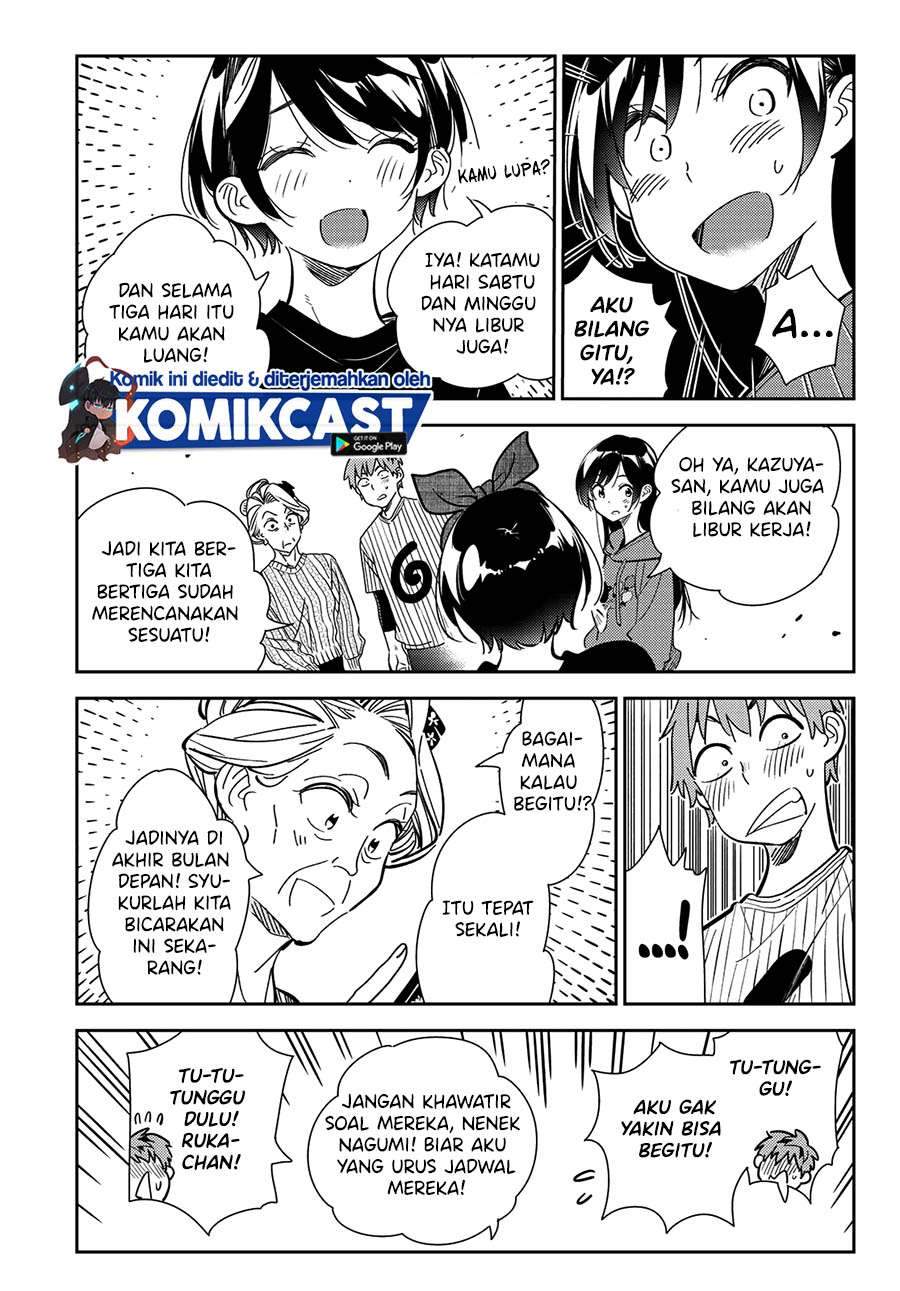 A...
AKU
BILANG
GITU,
YA!?
KAMU LUPA?
IYA! KATAMU
HARI SABTU
DAN MINGGU
NYA LIBUR
JUGA!
DAN SELAMA
TIGA HARI ITU
KAMU AKAN
LUANG!
Komik ini diedit & diterjemahkan oleh
KOMIKCAST
GET IT ON
Google Play
OH YA, KAZUYA-
SAN, KAMU JUGA
BILANG AKAN
LIBUR KERJA!
6
JADI KITA BER-
TIGA KITA
BERTIGA SUDAH
MERENCANAKAN
SESUATU!
....!
BAGAI-
MANA
KALAU
BEGITU!?
ITU TEPAT
SEKALI!
JADINYA DI
AKHIR BULAN
DEPAN! SYU-
KURLAH KITA
BICARAKAN
INI SEKA-
RANG!
TU-TUNG-
GU!
AKU GAK
YAKIN BISA
BEGITU!
JANGAN KHAWATIR
SOAL MEREKA, NENEK
NAGUMI! BIAR AKU
YANG URUS JADWAL
MEREKA!
TU-TU-
TUNGGU
DULU!
RUKA-
CHAN!